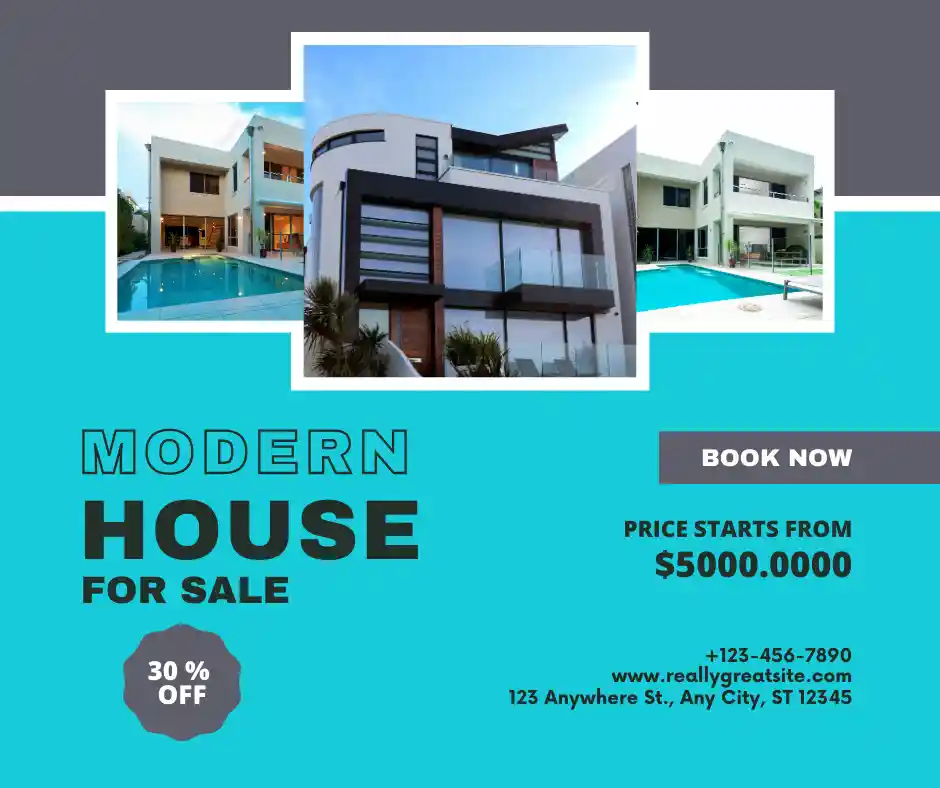 MODERN
HOUSE
FOR SALE
30 %
OFF
BOOK NOW
PRICE STARTS FROM
$5000.0000
+123-456-7890
www.reallygreatsite.com
123 Anywhere St., Any City, ST 12345